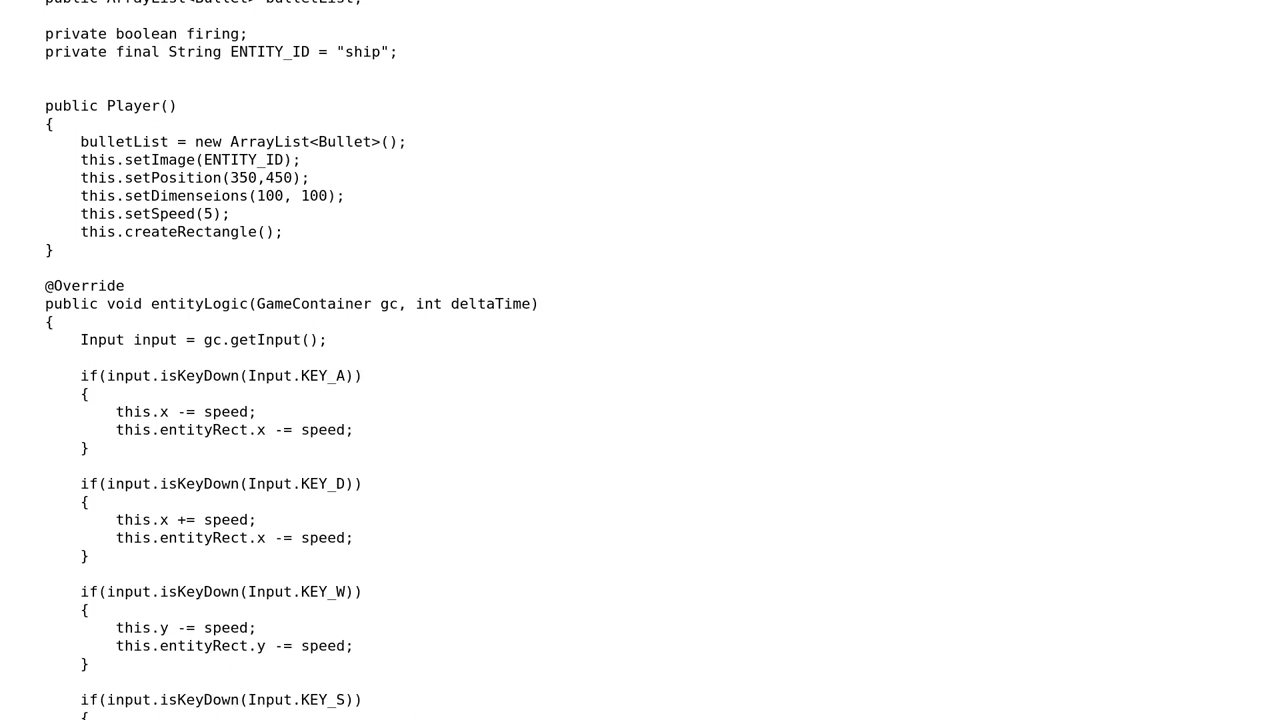 public ArrayList<Bullet> bulletList;
private boolean firing;
private final String ENTITY_ID = "ship";
public Player()
{
bulletList = new ArrayList<Bullet>();
this.setImage(ENTITY_ID);
this.setPosition(350,450);
this.setDimenseions(100, 100);
this.setSpeed(5);
this.createRectangle();
}
@Override
public void entityLogic(GameContainer gc, int deltaTime)
{
Input input = gc.getInput();
if(input.isKeyDown(Input.KEY_A))
{
this.x -= speed;
this.entityRect.x -= speed;
}
if(input.isKeyDown(Input.KEY_D))
{
this.x += speed;
this.entityRect.x -= speed;
}
if(input.isKeyDown(Input.KEY_W))
{
this.y -= speed;
this.entityRect.y -= speed;
}
if(input.isKeyDown(Input.KEY_S))
{